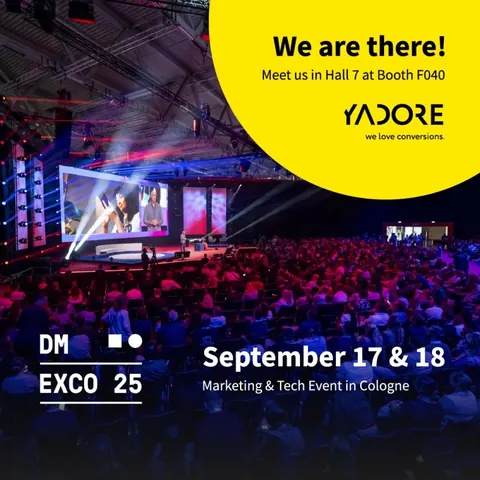 We are there!
Meet us in Hall 7 at Booth F040
YADORE
we love conversions.
DM
EXCO 25
September 17 & 18
Marketing & Tech Event in Cologne